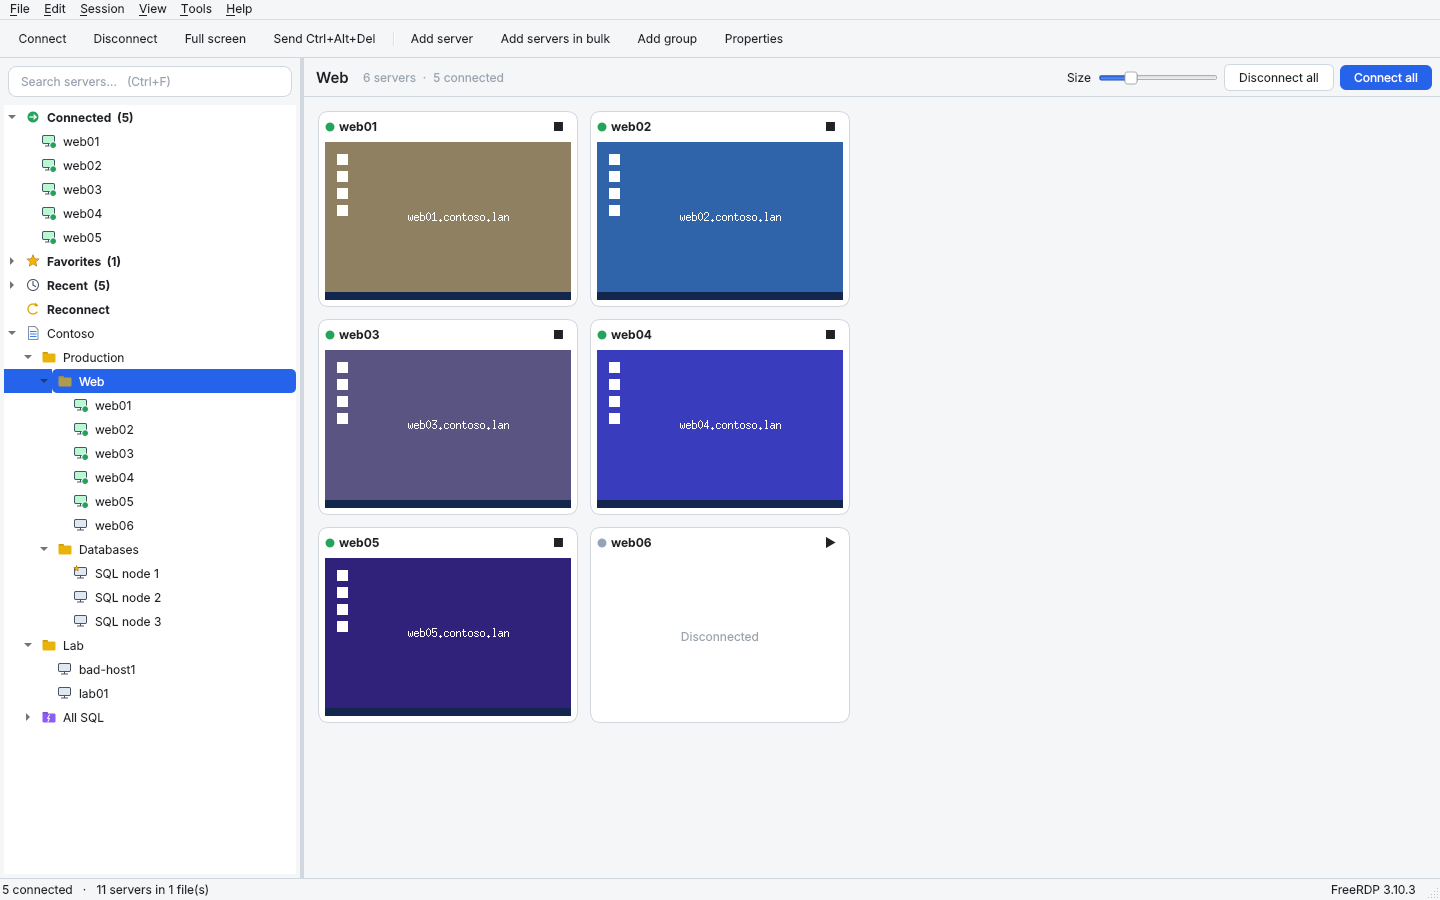 File Edit Session View Tools Help
Connect Disconnect Full screen Send Ctrl+Alt+Del Add server Add servers in bulk Add group Properties
Search servers... (Ctrl+F)
Connected (5)
web01
web02
web03
web04
web05
Favorites (1)
Recent (5)
Reconnect
Contoso
Production
Web
web01
web02
web03
web04
web05
web06
Databases
SQL node 1
SQL node 2
SQL node 3
Lab
bad-host1
lab01
All SQL
Web 6 servers · 5 connected Size Disconnect all Connect all
web01
web01.contoso.lan
web02
web02.contoso.lan
web03
web03.contoso.lan
web04
web04.contoso.lan
web05
web05.contoso.lan
web06
Disconnected
5 connected · 11 servers in 1 file(s) FreeRDP 3.10.3